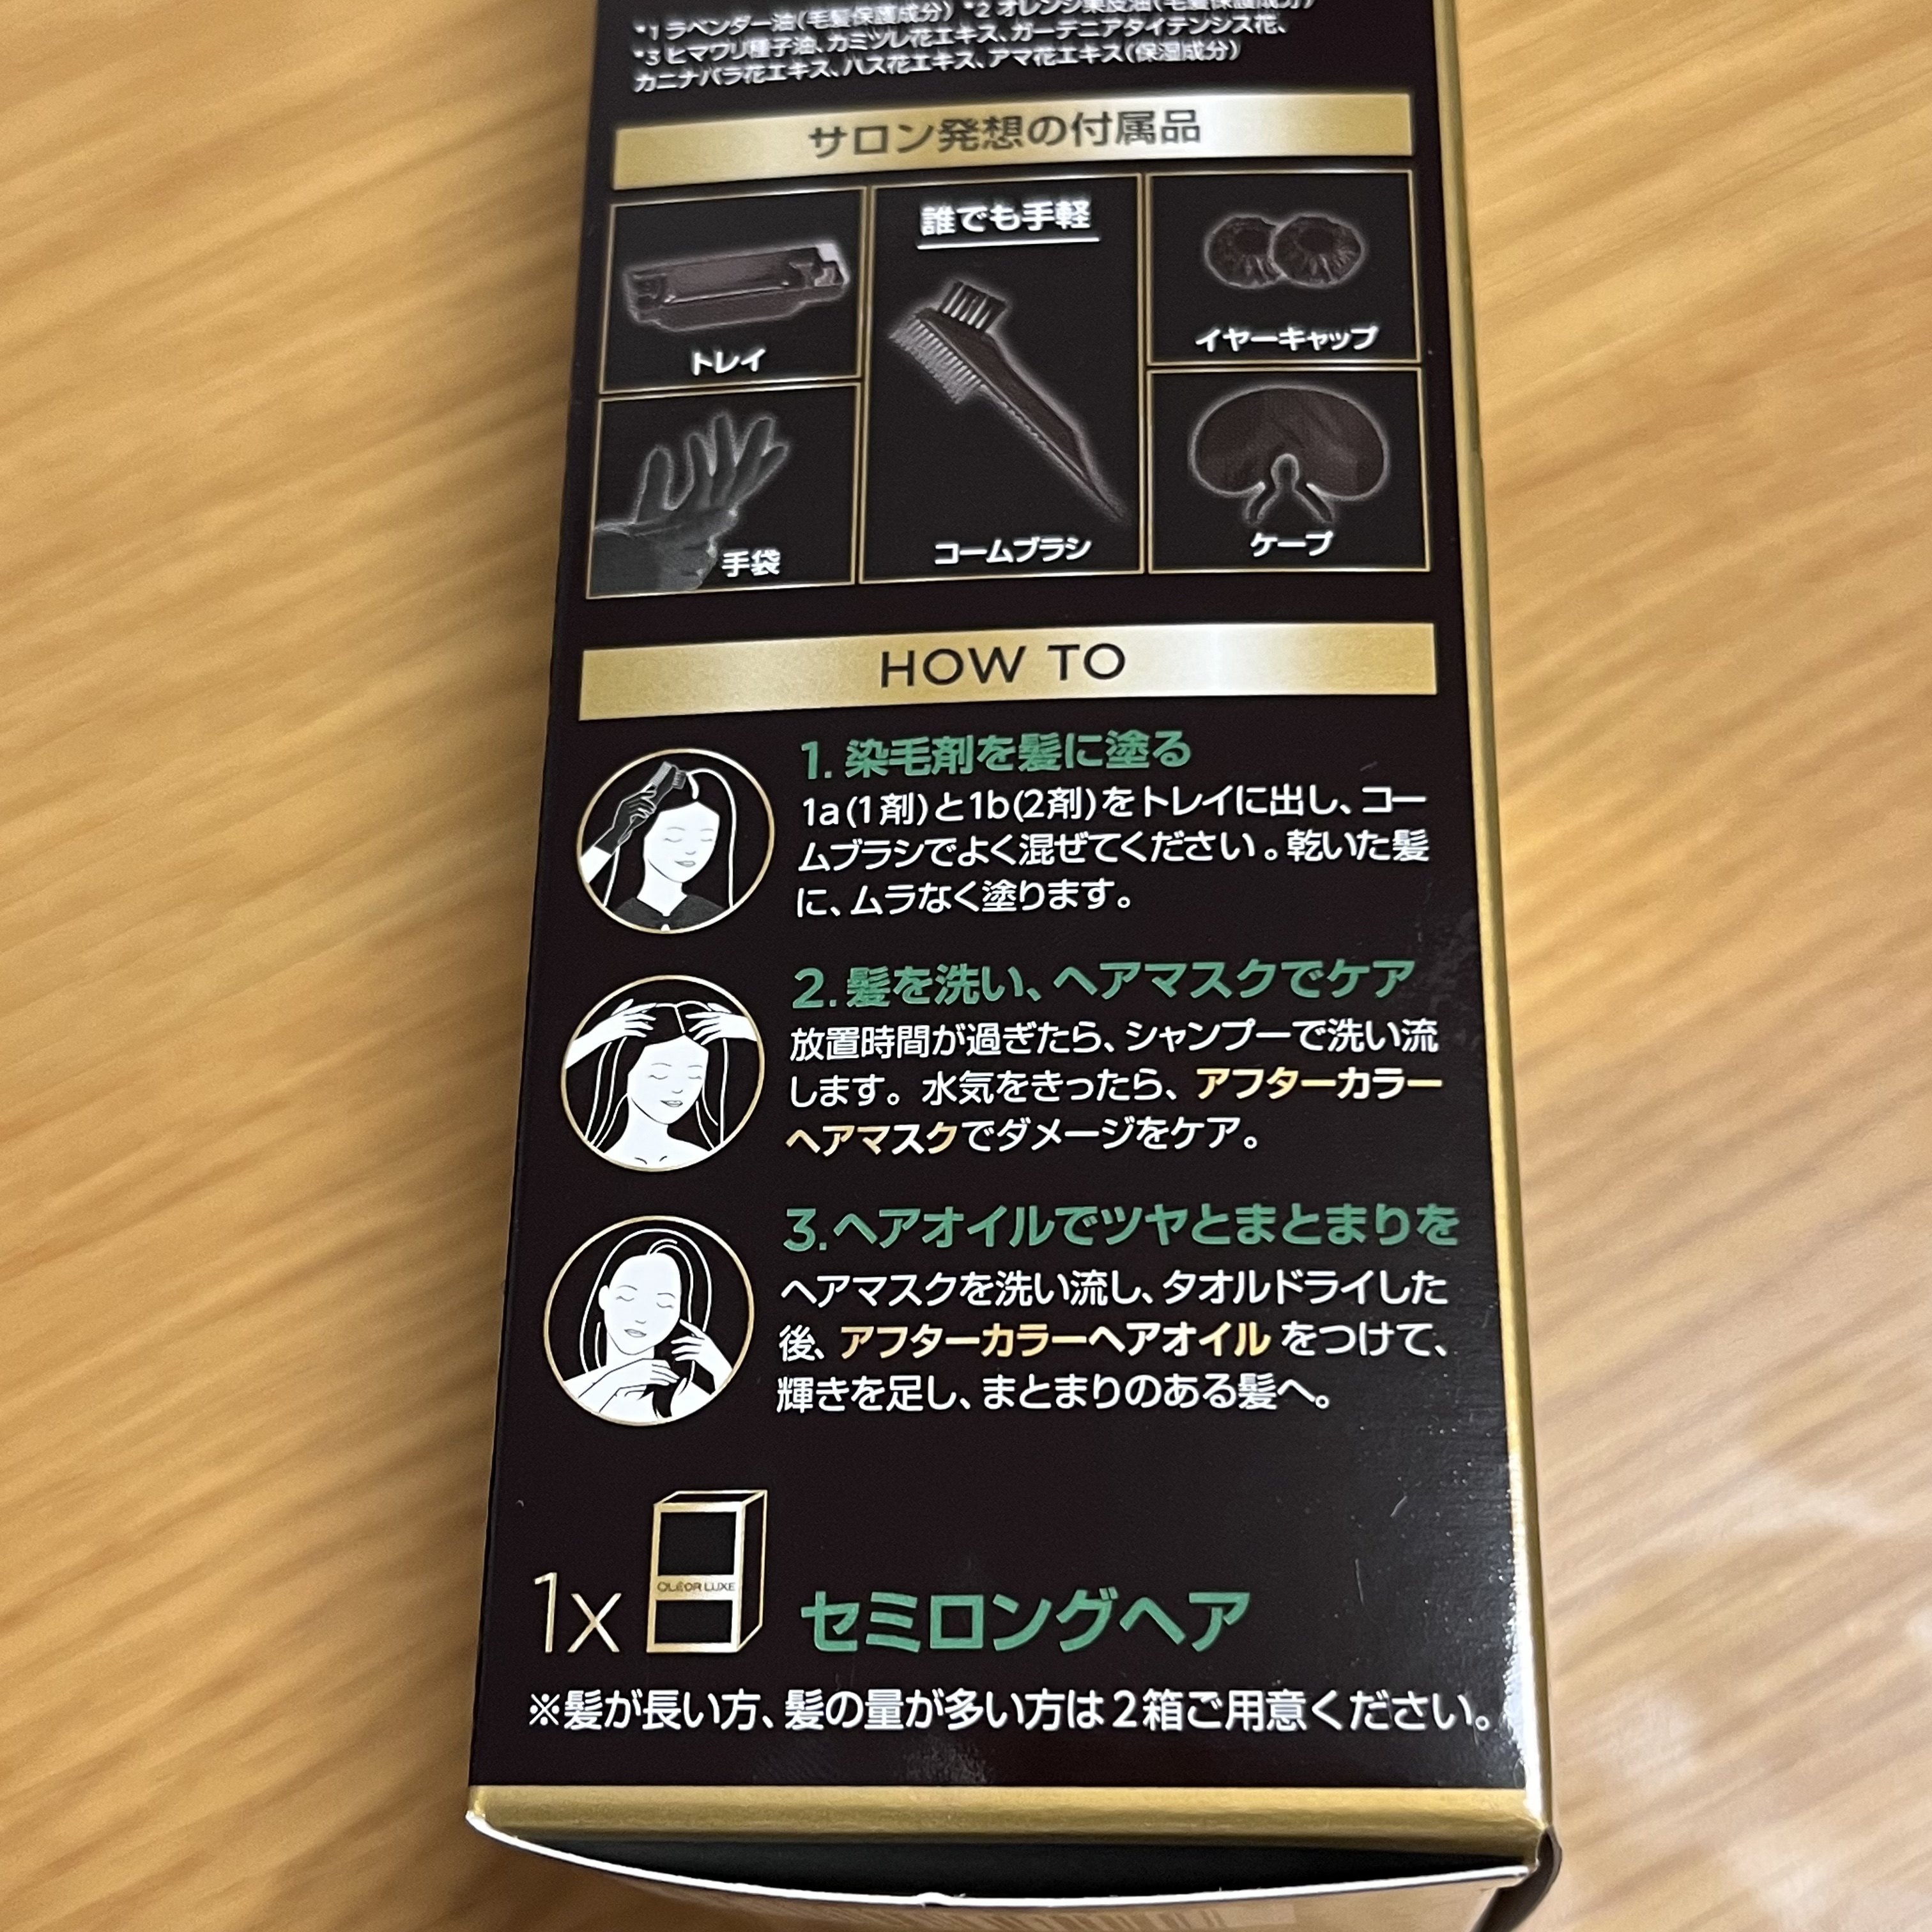 *1 ラベンダー油(毛髪保護成分) *2 オレンジ果皮油(毛髪保護成分)
*3 ヒマワリ種子油、カミツレ花エキス、ガーデニアタイテンシス花、
カニナバラ花エキス、ハス花エキス、アマ花エキス(保湿成分)
サロン発想の付属品
トレイ
手袋
誰でも手軽
コームブラシ
イヤーキャップ
ケープ
HOW TO
1. 染毛剤を髪に塗る
1a(1剤)と1b(2剤)をトレイに出し、コー
ムブラシでよく混ぜてください。乾いた髪
に、ムラなく塗ります。
2. 髪を洗い、ヘアマスクでケア
放置時間が過ぎたら、シャンプーで洗い流
します。水気をきったら、アフターカラー
ヘアマスクでダメージをケア。
3. ヘアオイルでツヤとまとまりを
ヘアマスクを洗い流し、タオルドライした
後、アフターカラーヘアオイルをつけて、
輝きを足し、まとまりのある髪へ。
1x
OLÉOR LUXE
セミロングヘア
※髪が長い方、髪の量が多い方は2箱ご用意ください。